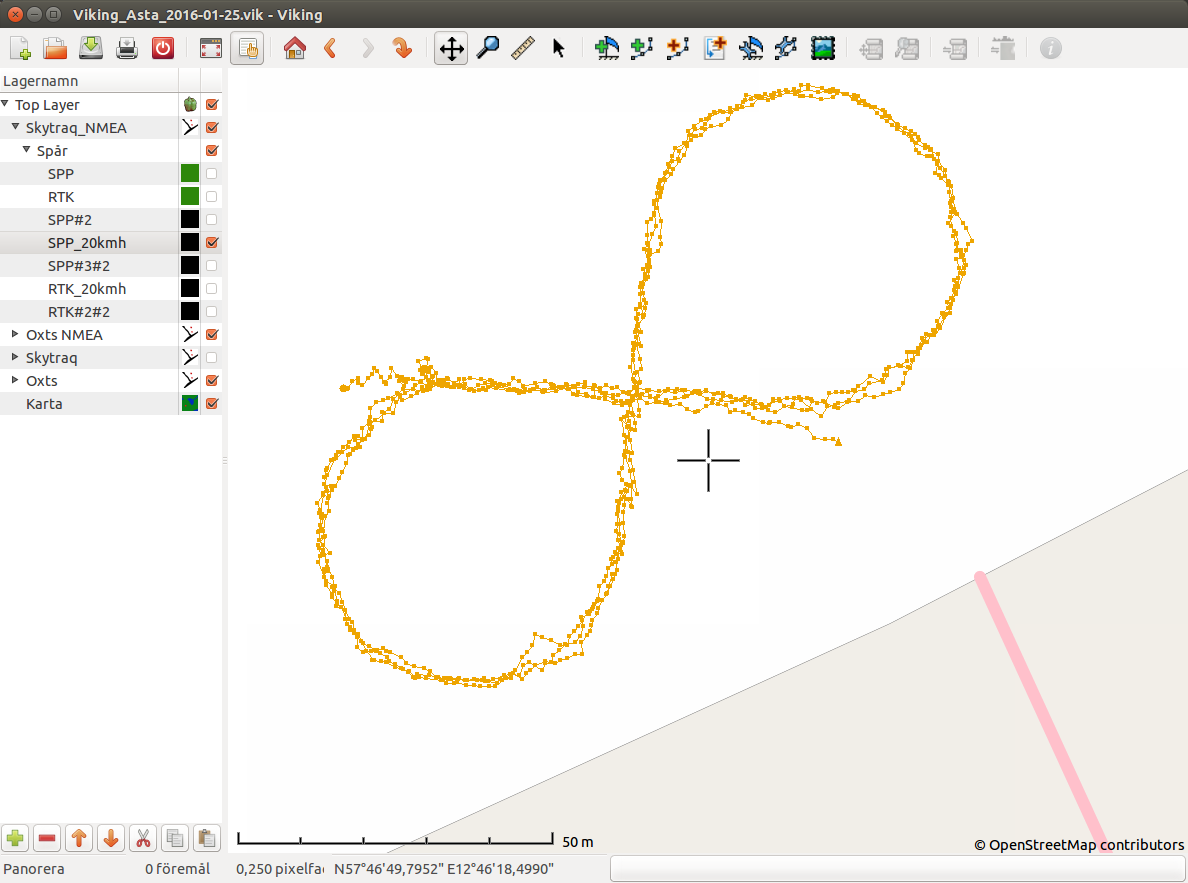 Viking_Asta_2016-01-25.vik - Viking
Lagernamn
Top Layer
Skytraq_NMEA
Spår
SPP
RTK
SPP#2
SPP_20kmh
SPP#3#2
RTK_20kmh
RTK#2#2
Oxts NMEA
Skytraq
Oxts
Karta
50 m
© OpenStreetMap contributors
Panorera 0 föremål 0,250 pixelfac N57°46'49,7952" E12°46'18,4990"